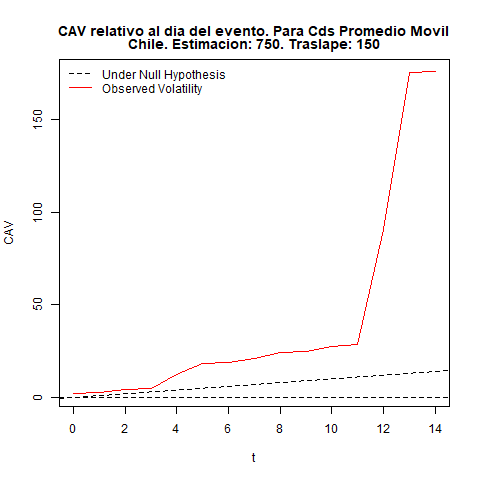 CAV relativo al dia del evento. Para Cds Promedio Movil
Chile. Estimacion: 750. Traslape: 150
Under Null Hypothesis
Observed Volatility
150
100
50
0
CAV
0 2 4 6 8 10 12 14
t